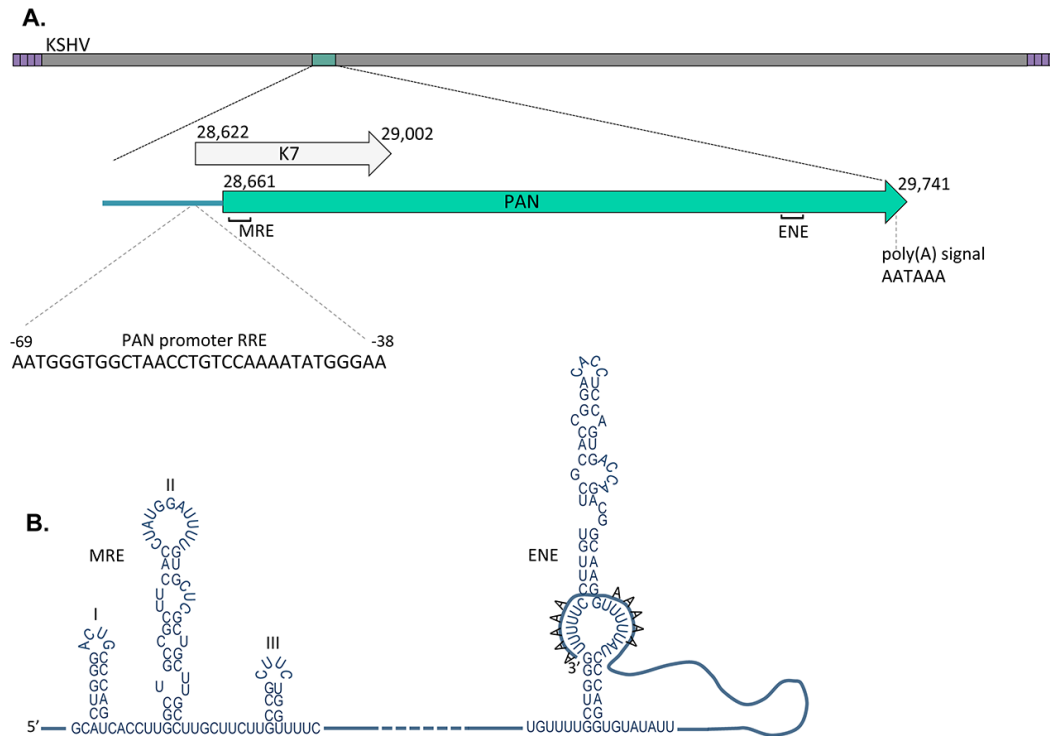 A.
KSHV
28,622
29,002
K7
28,661
29,741
PAN
MRE
ENE
poly(A) signal
AATAAA
-69
PAN promoter RRE
-38
AATGGGTGGCTAACCTGTCCAAAATATGGGAA
B.
MRE
I
II
III
ENE
5’
GCAUCACCUUGCUUGCUUCUUGUUUUC
3’
UGUUUUGGUGUAUAUU